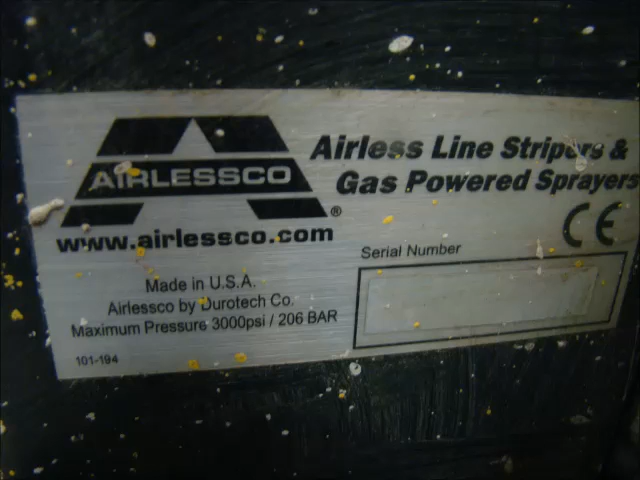 AIRLESSCO
®
www.airlessco.com
Made in U.S.A.
Airlessco by Durotech Co.
Maximum Pressure 3000psi / 206 BAR
101-194
Airless Line Stripers &
Gas Powered Sprayers
CE
Serial Number